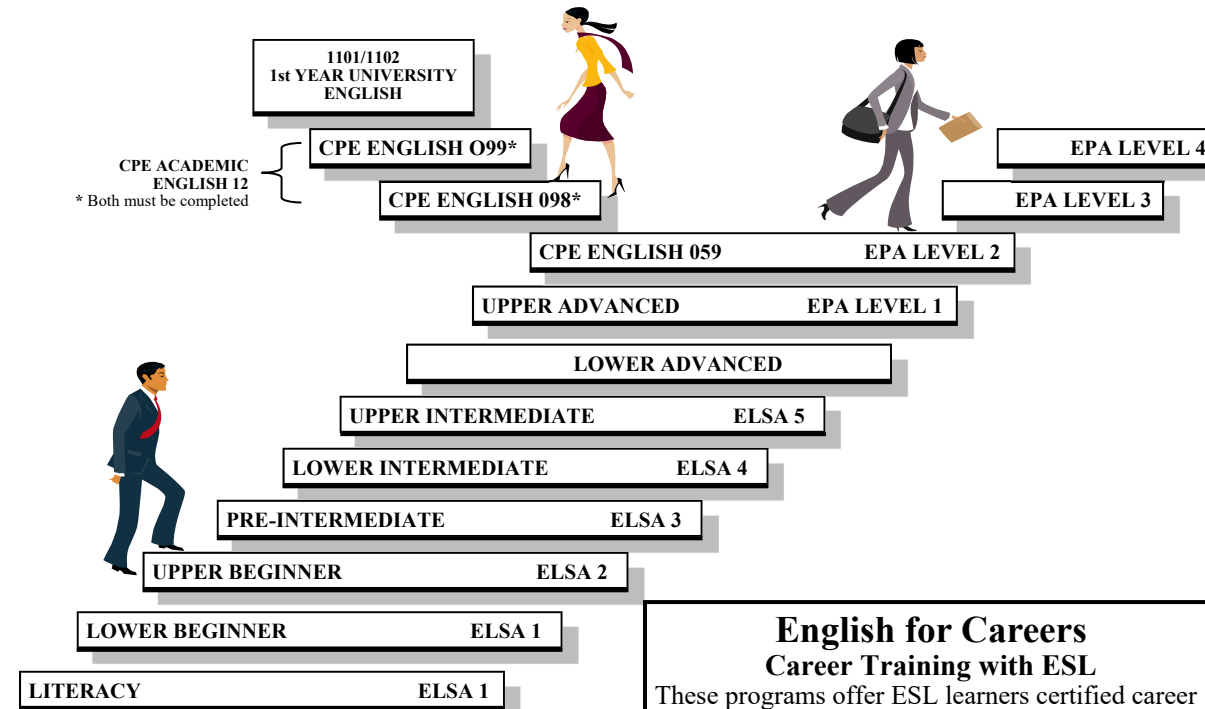 1101/1102
1st YEAR UNIVERSITY
ENGLISH
CPE ENGLISH O99*
EPA LEVEL 4
CPE ACADEMIC
ENGLISH 12
* Both must be completed
CPE ENGLISH 098*
EPA LEVEL 3
CPE ENGLISH 059 EPA LEVEL 2
UPPER ADVANCED EPA LEVEL 1
LOWER ADVANCED
UPPER INTERMEDIATE ELSA 5
LOWER INTERMEDIATE ELSA 4
PRE-INTERMEDIATE ELSA 3
UPPER BEGINNER ELSA 2
LOWER BEGINNER ELSA 1
LITERACY ELSA 1
English for Careers
Career Training with ESL
These programs offer ESL learners certified career